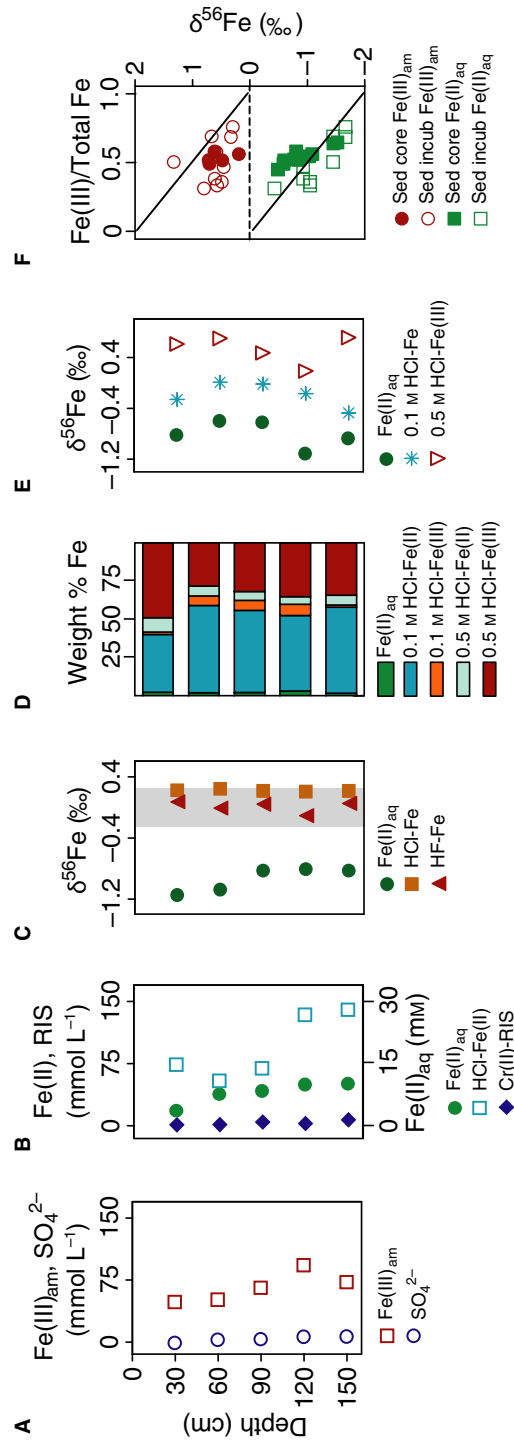 A
Fe(III)am, SO4^2−
(mmol L^−1)
0 75 150
Depth (cm)
0
30
60
90
120
150
Fe(III)am
SO4^2−
B
Fe(II), RIS
(mmol L^−1)
0 75 150
0 15 30
Fe(II)aq (mM)
Fe(II)aq
HCl-Fe(II)
Cr(II)-RIS
C
δ^56Fe (‰)
−1.2 −0.4 0.4
Fe(II)aq
HCl-Fe
HF-Fe
D
Weight % Fe
25 50 75
Fe(II)aq
0.1 M HCl-Fe(II)
0.1 M HCl-Fe(III)
0.5 M HCl-Fe(II)
0.5 M HCl-Fe(III)
E
δ^56Fe (‰)
−1.2 −0.4 0.4
Fe(II)aq
0.1 M HCl-Fe
0.5 M HCl-Fe(III)
F
Fe(III)/Total Fe
0 0.5 1.0
2
1
0
−1
−2
δ^56Fe (‰)
Sed core Fe(III)am
Sed incub Fe(III)am
Sed core Fe(II)aq
Sed incub Fe(II)aq